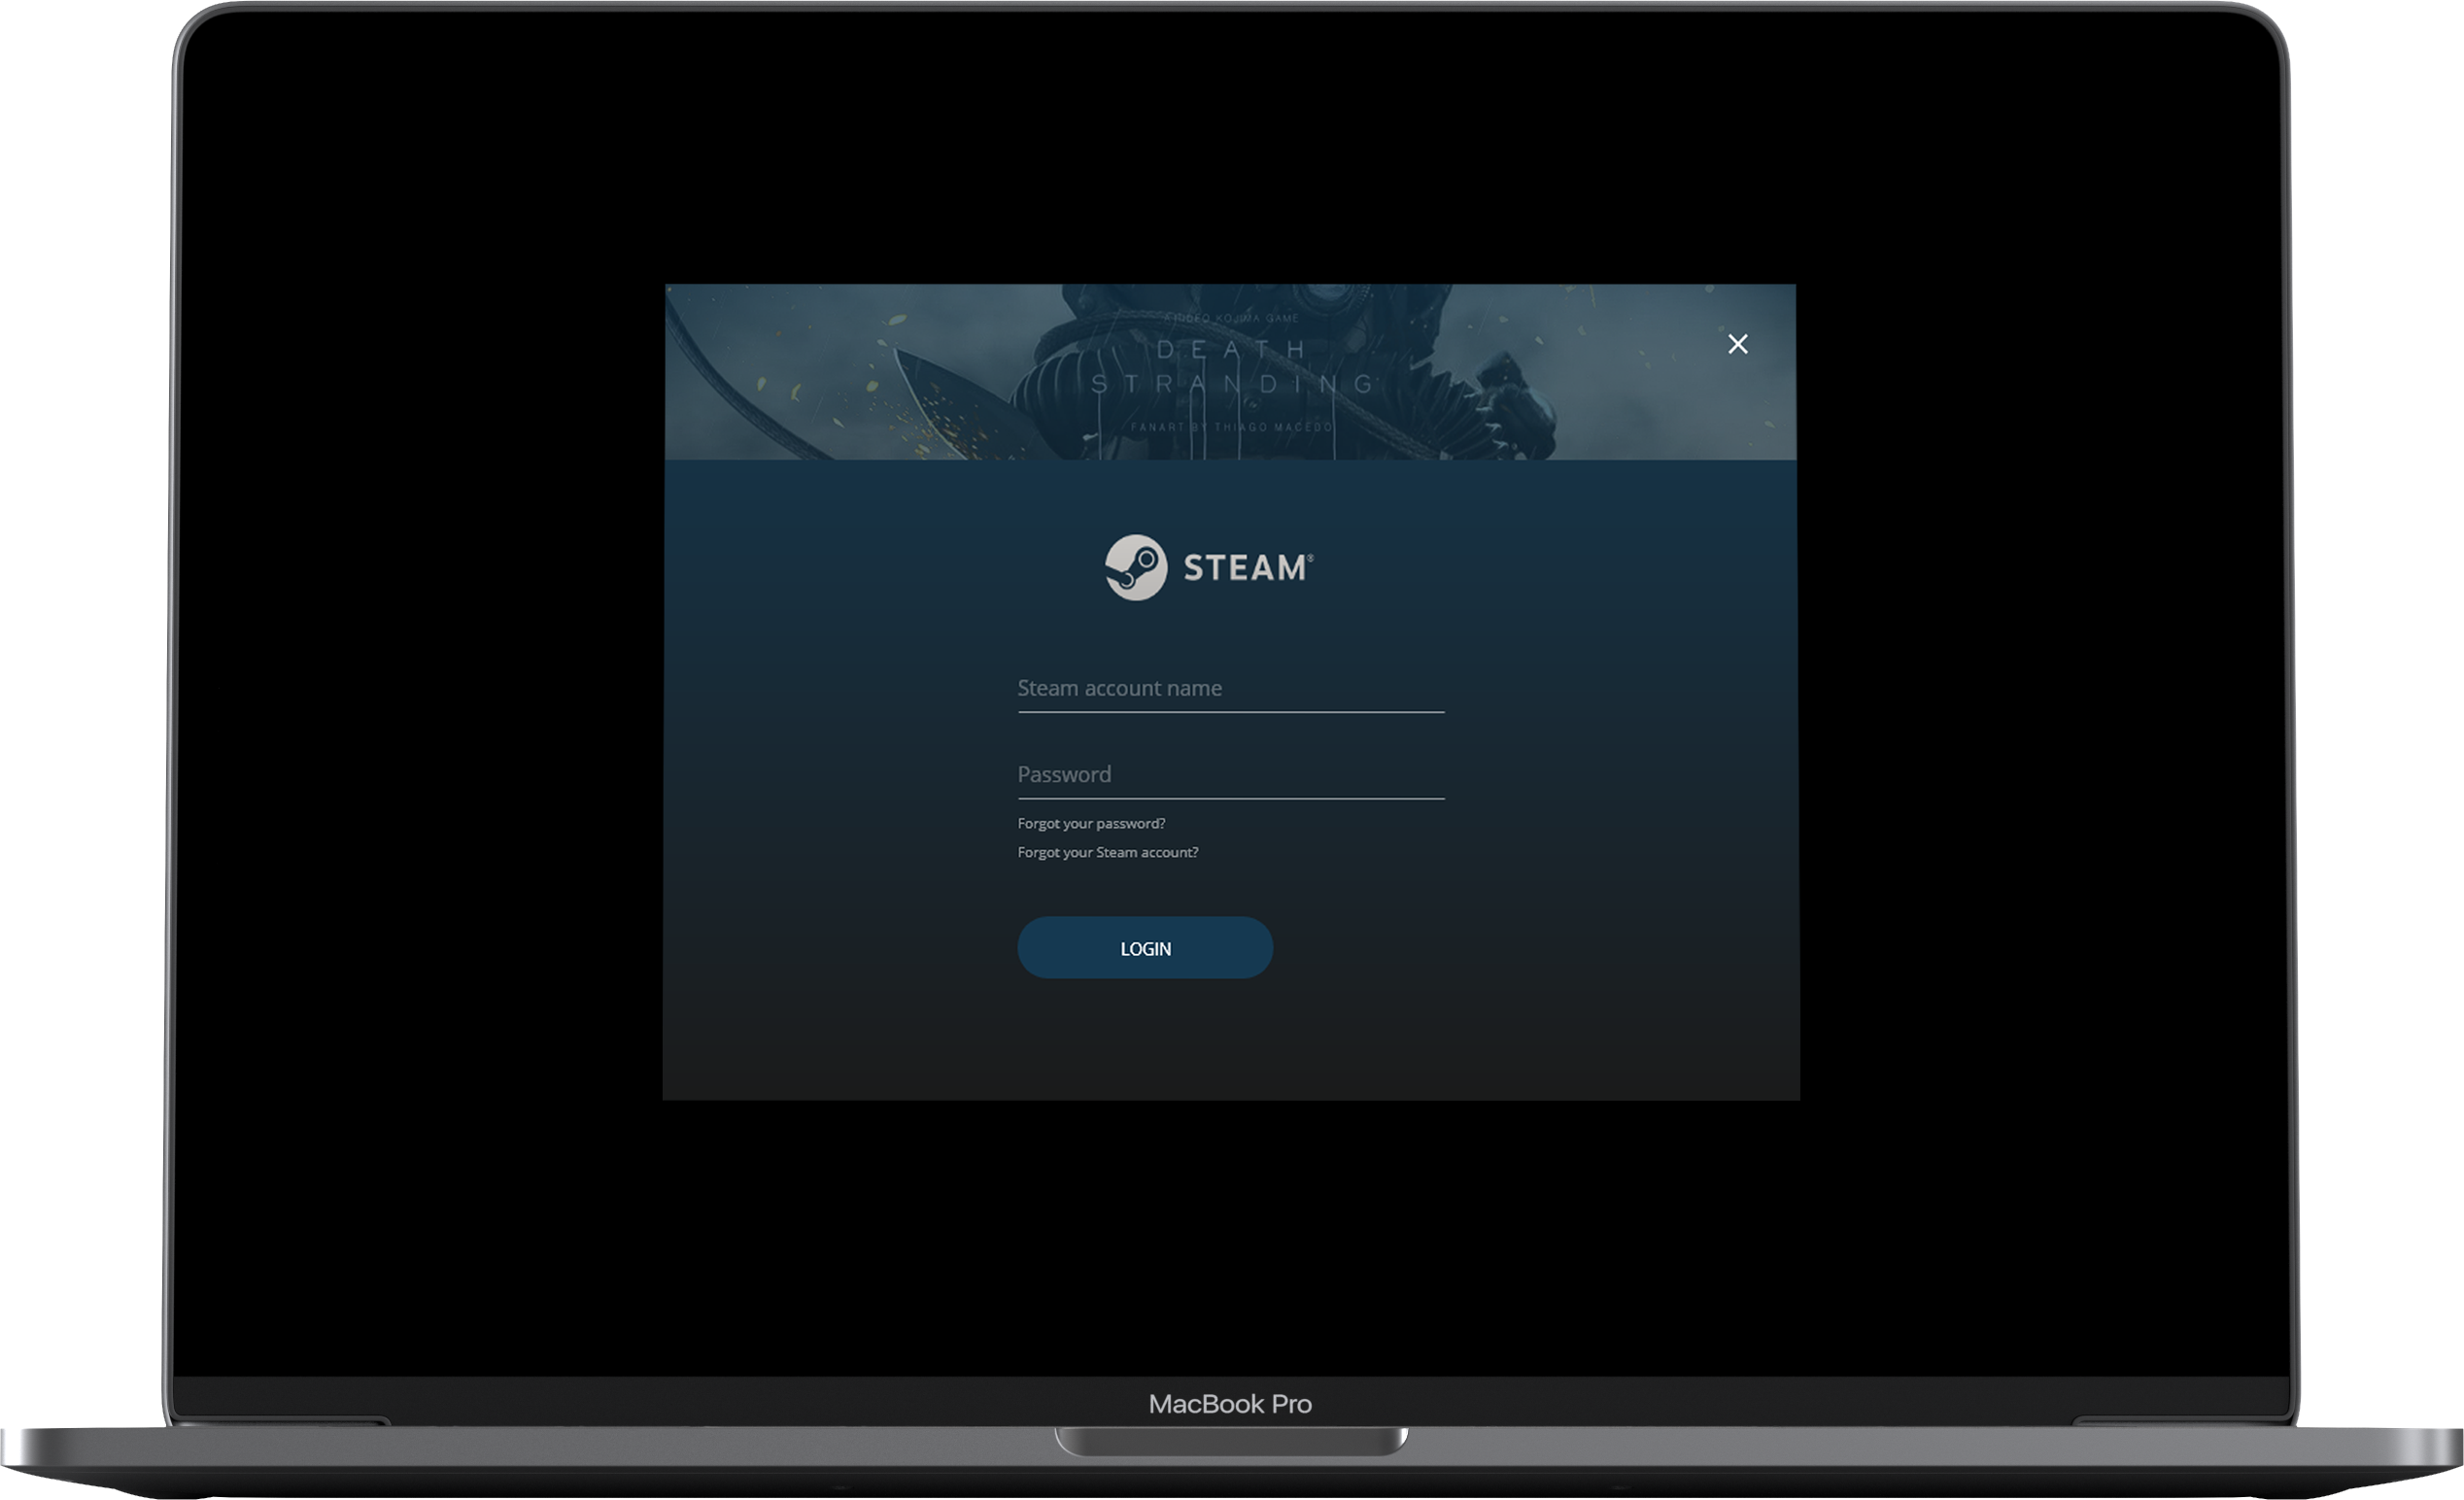 A HIDEO KOJIMA GAME
DEATH
STRANDING
FANART BY THIAGO MACEDO
STEAM®
Steam account name
Password
Forgot your password?
Forgot your Steam account?
LOGIN
MacBook Pro